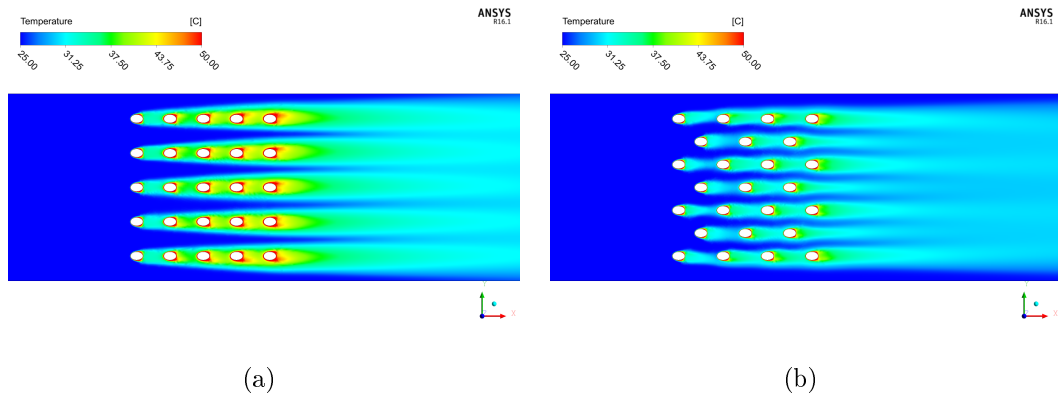 Temperature [C]
25.00 31.25 37.50 43.75 50.00
ANSYS
R16.1
Y
X
Z
(a)
Temperature [C]
25.00 31.25 37.50 43.75 50.00
ANSYS
R16.1
Y
X
Z
(b)